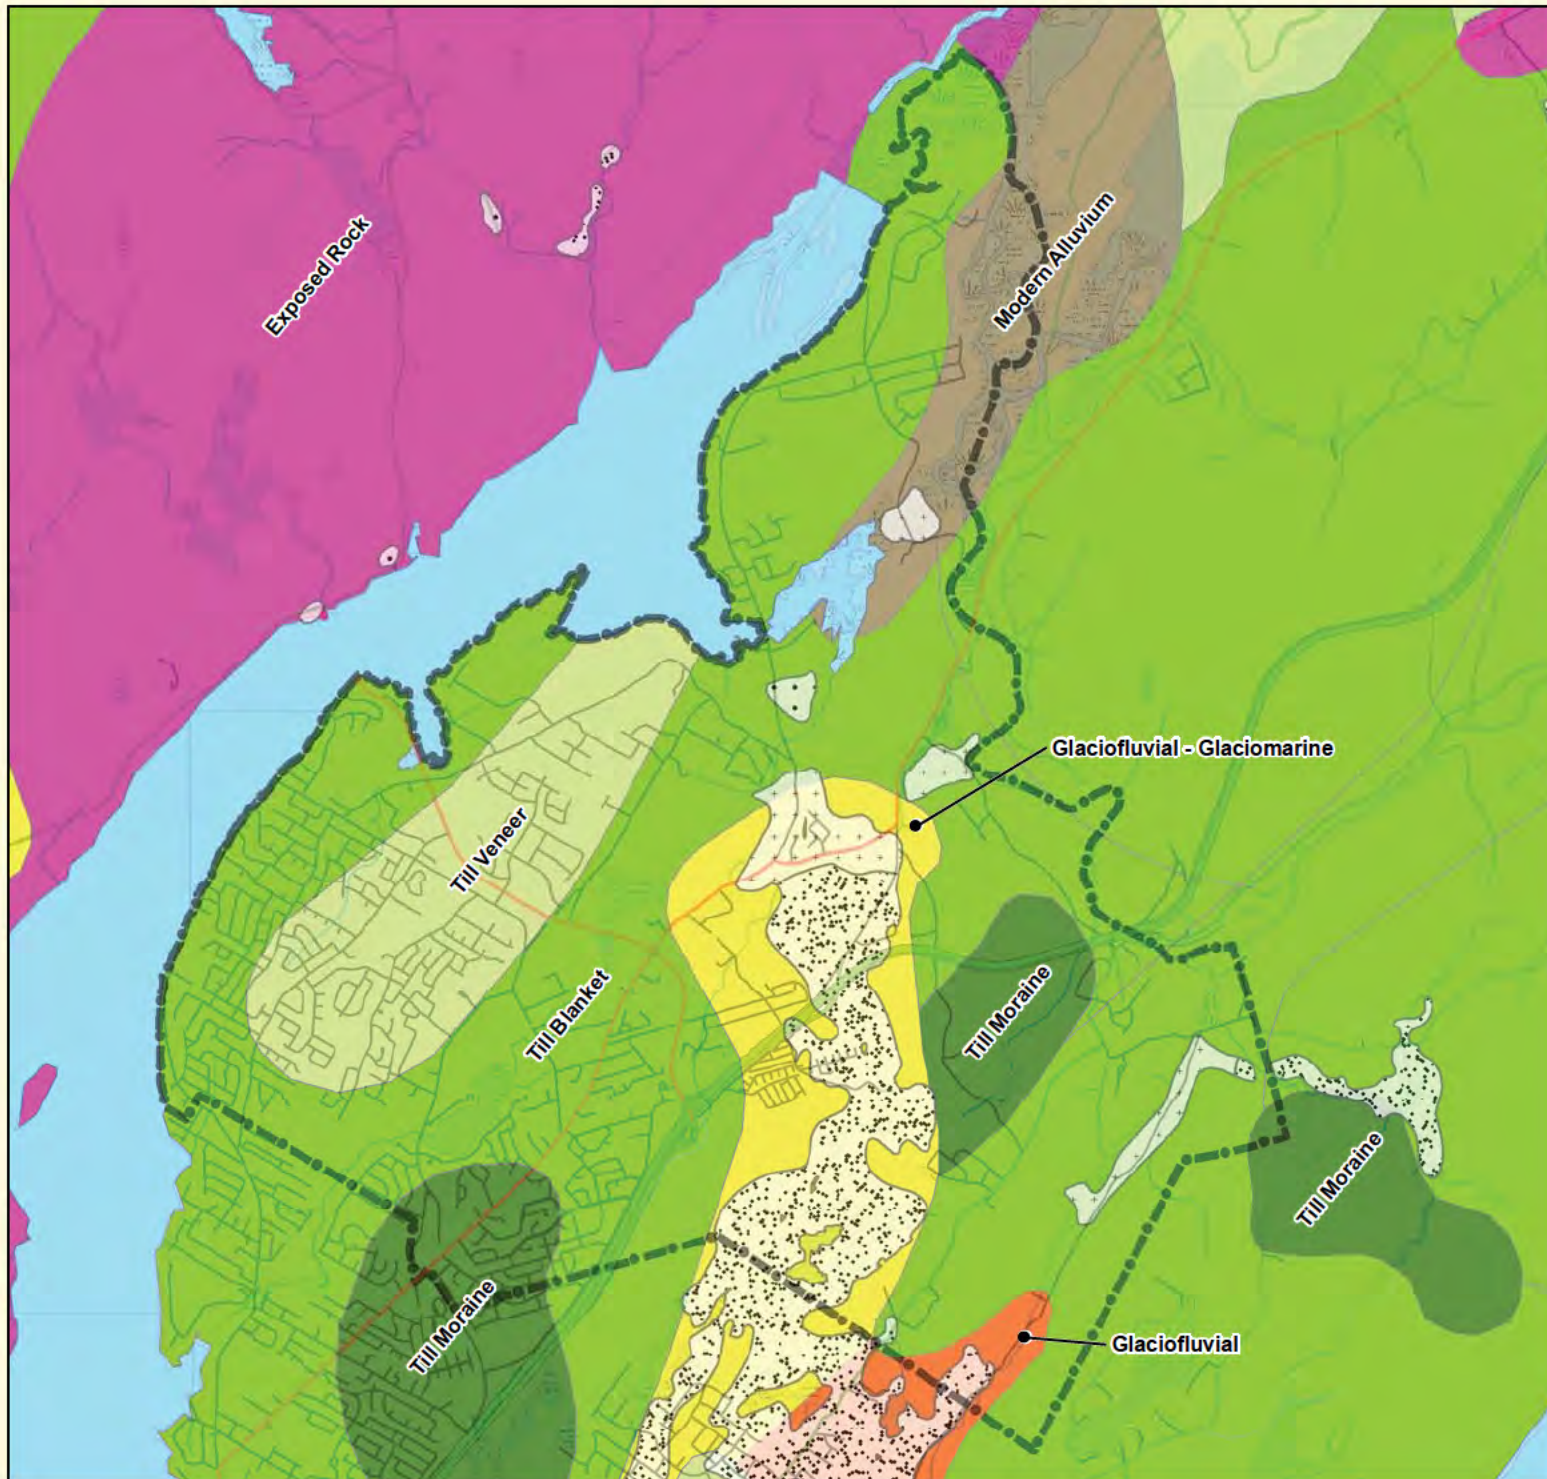 Exposed Rock
Modern Alluvium
Glaciofluvial - Glaciomarine
Till Veneer
Till Blanket
Till Moraine
Till Moraine
Till Moraine
Glaciofluvial